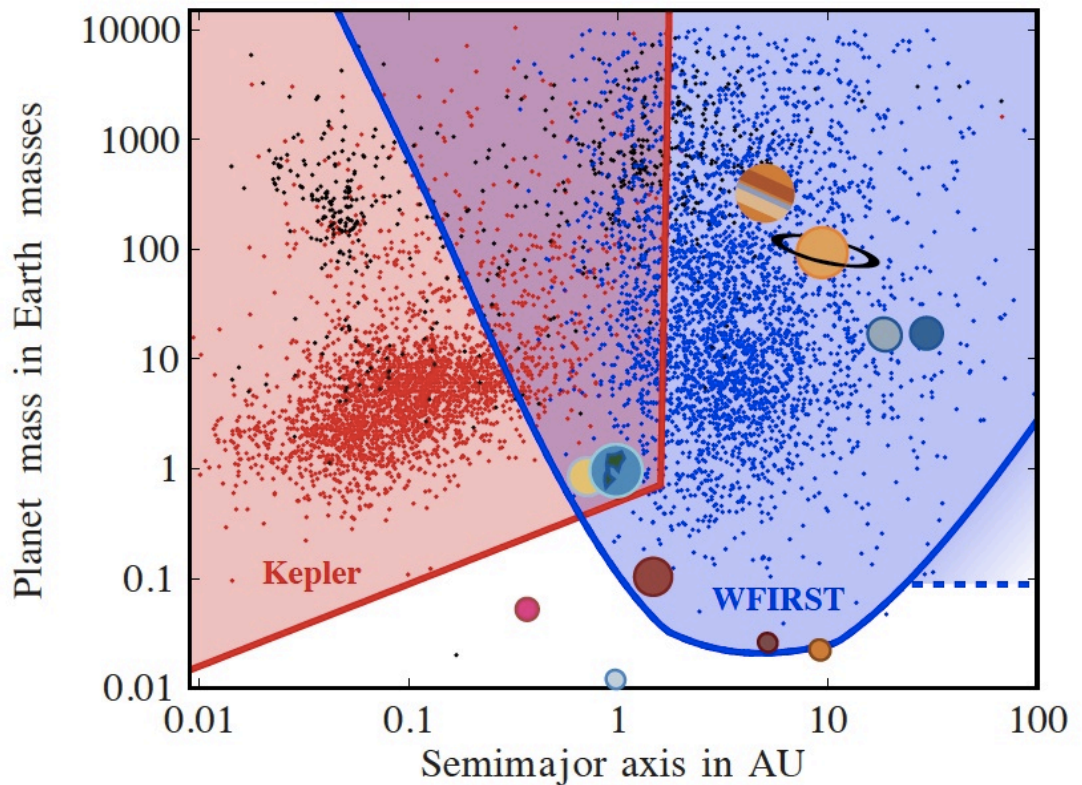 10000
1000
100
10
1
0.1
0.01
Planet mass in Earth masses
Kepler
WFIRST
0.01 0.1 1 10 100
Semimajor axis in AU